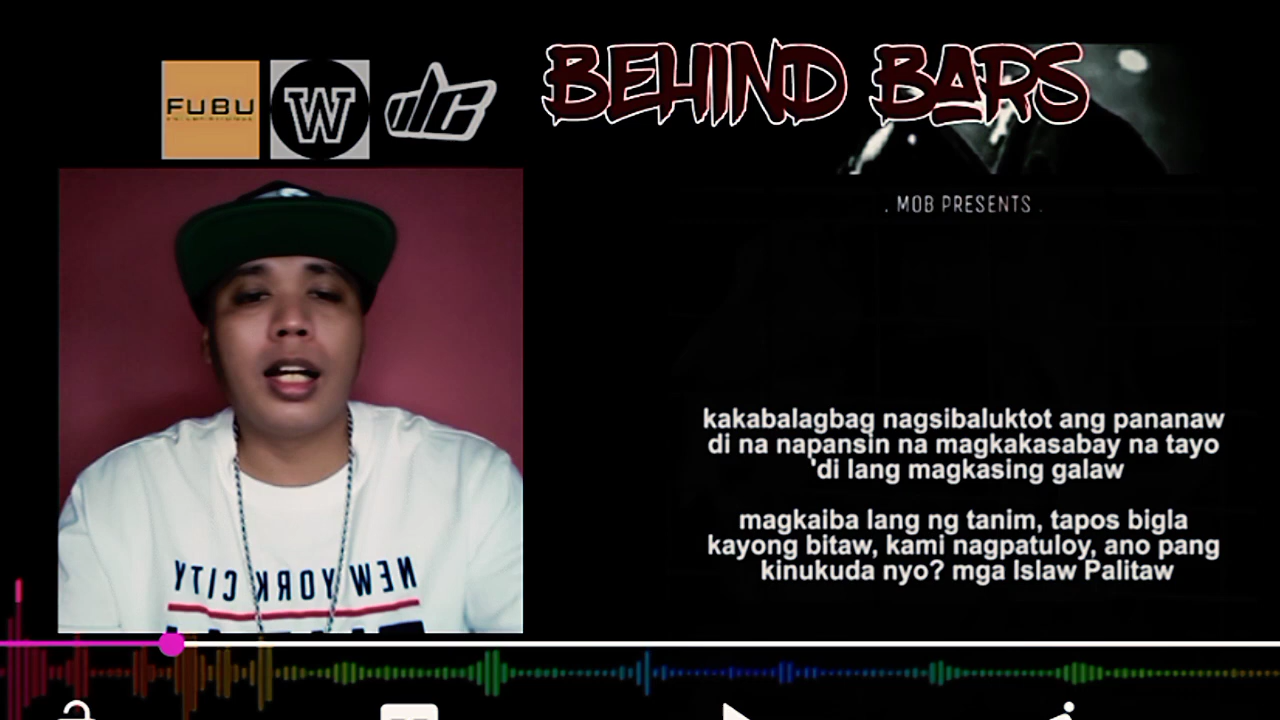 BEHIND BARS
FUBU
W
. MOB PRESENTS .
kakabalagbag nagsibaluktot ang pananaw
di na napansin na magkakasabay na tayo
'di lang magkasing galaw
magkaiba lang ng tanim, tapos bigla
kayong bitaw, kami nagpatuloy, ano pang
kinukuda nyo? mga Islaw Palitaw
NEW YORK CITY